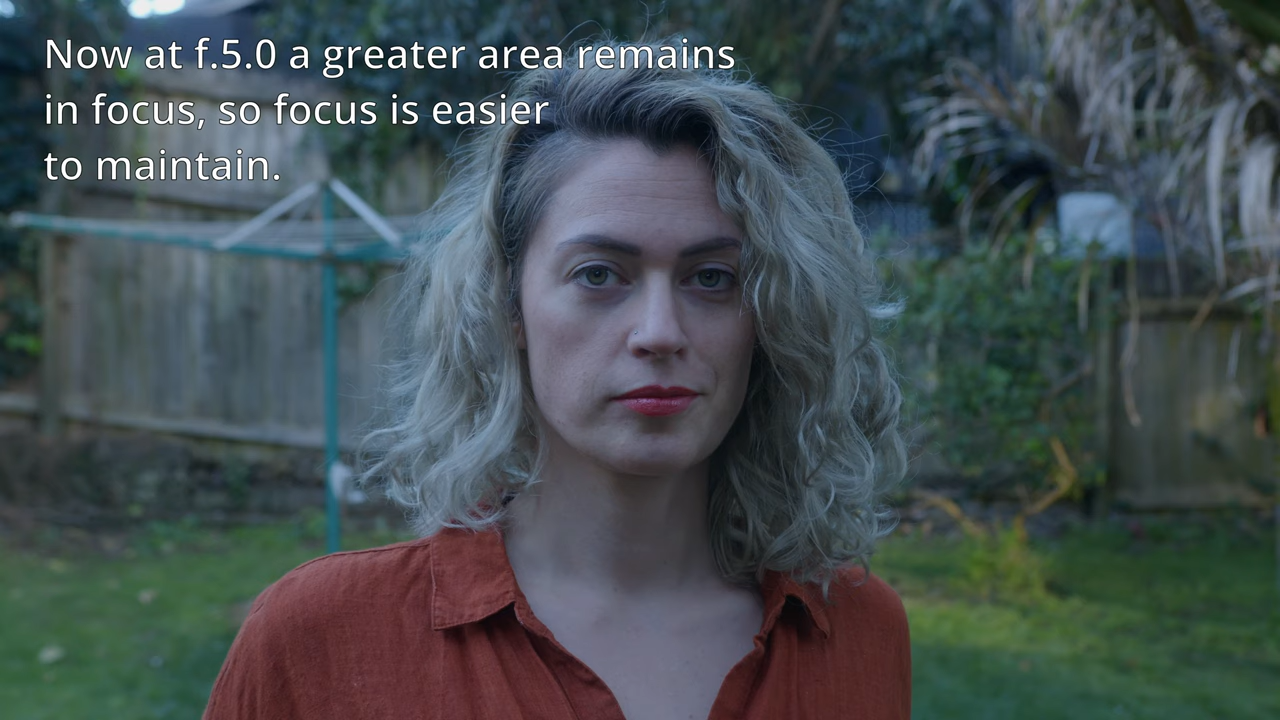 Now at f.5.0 a greater area remains
in focus, so focus is easier
to maintain.